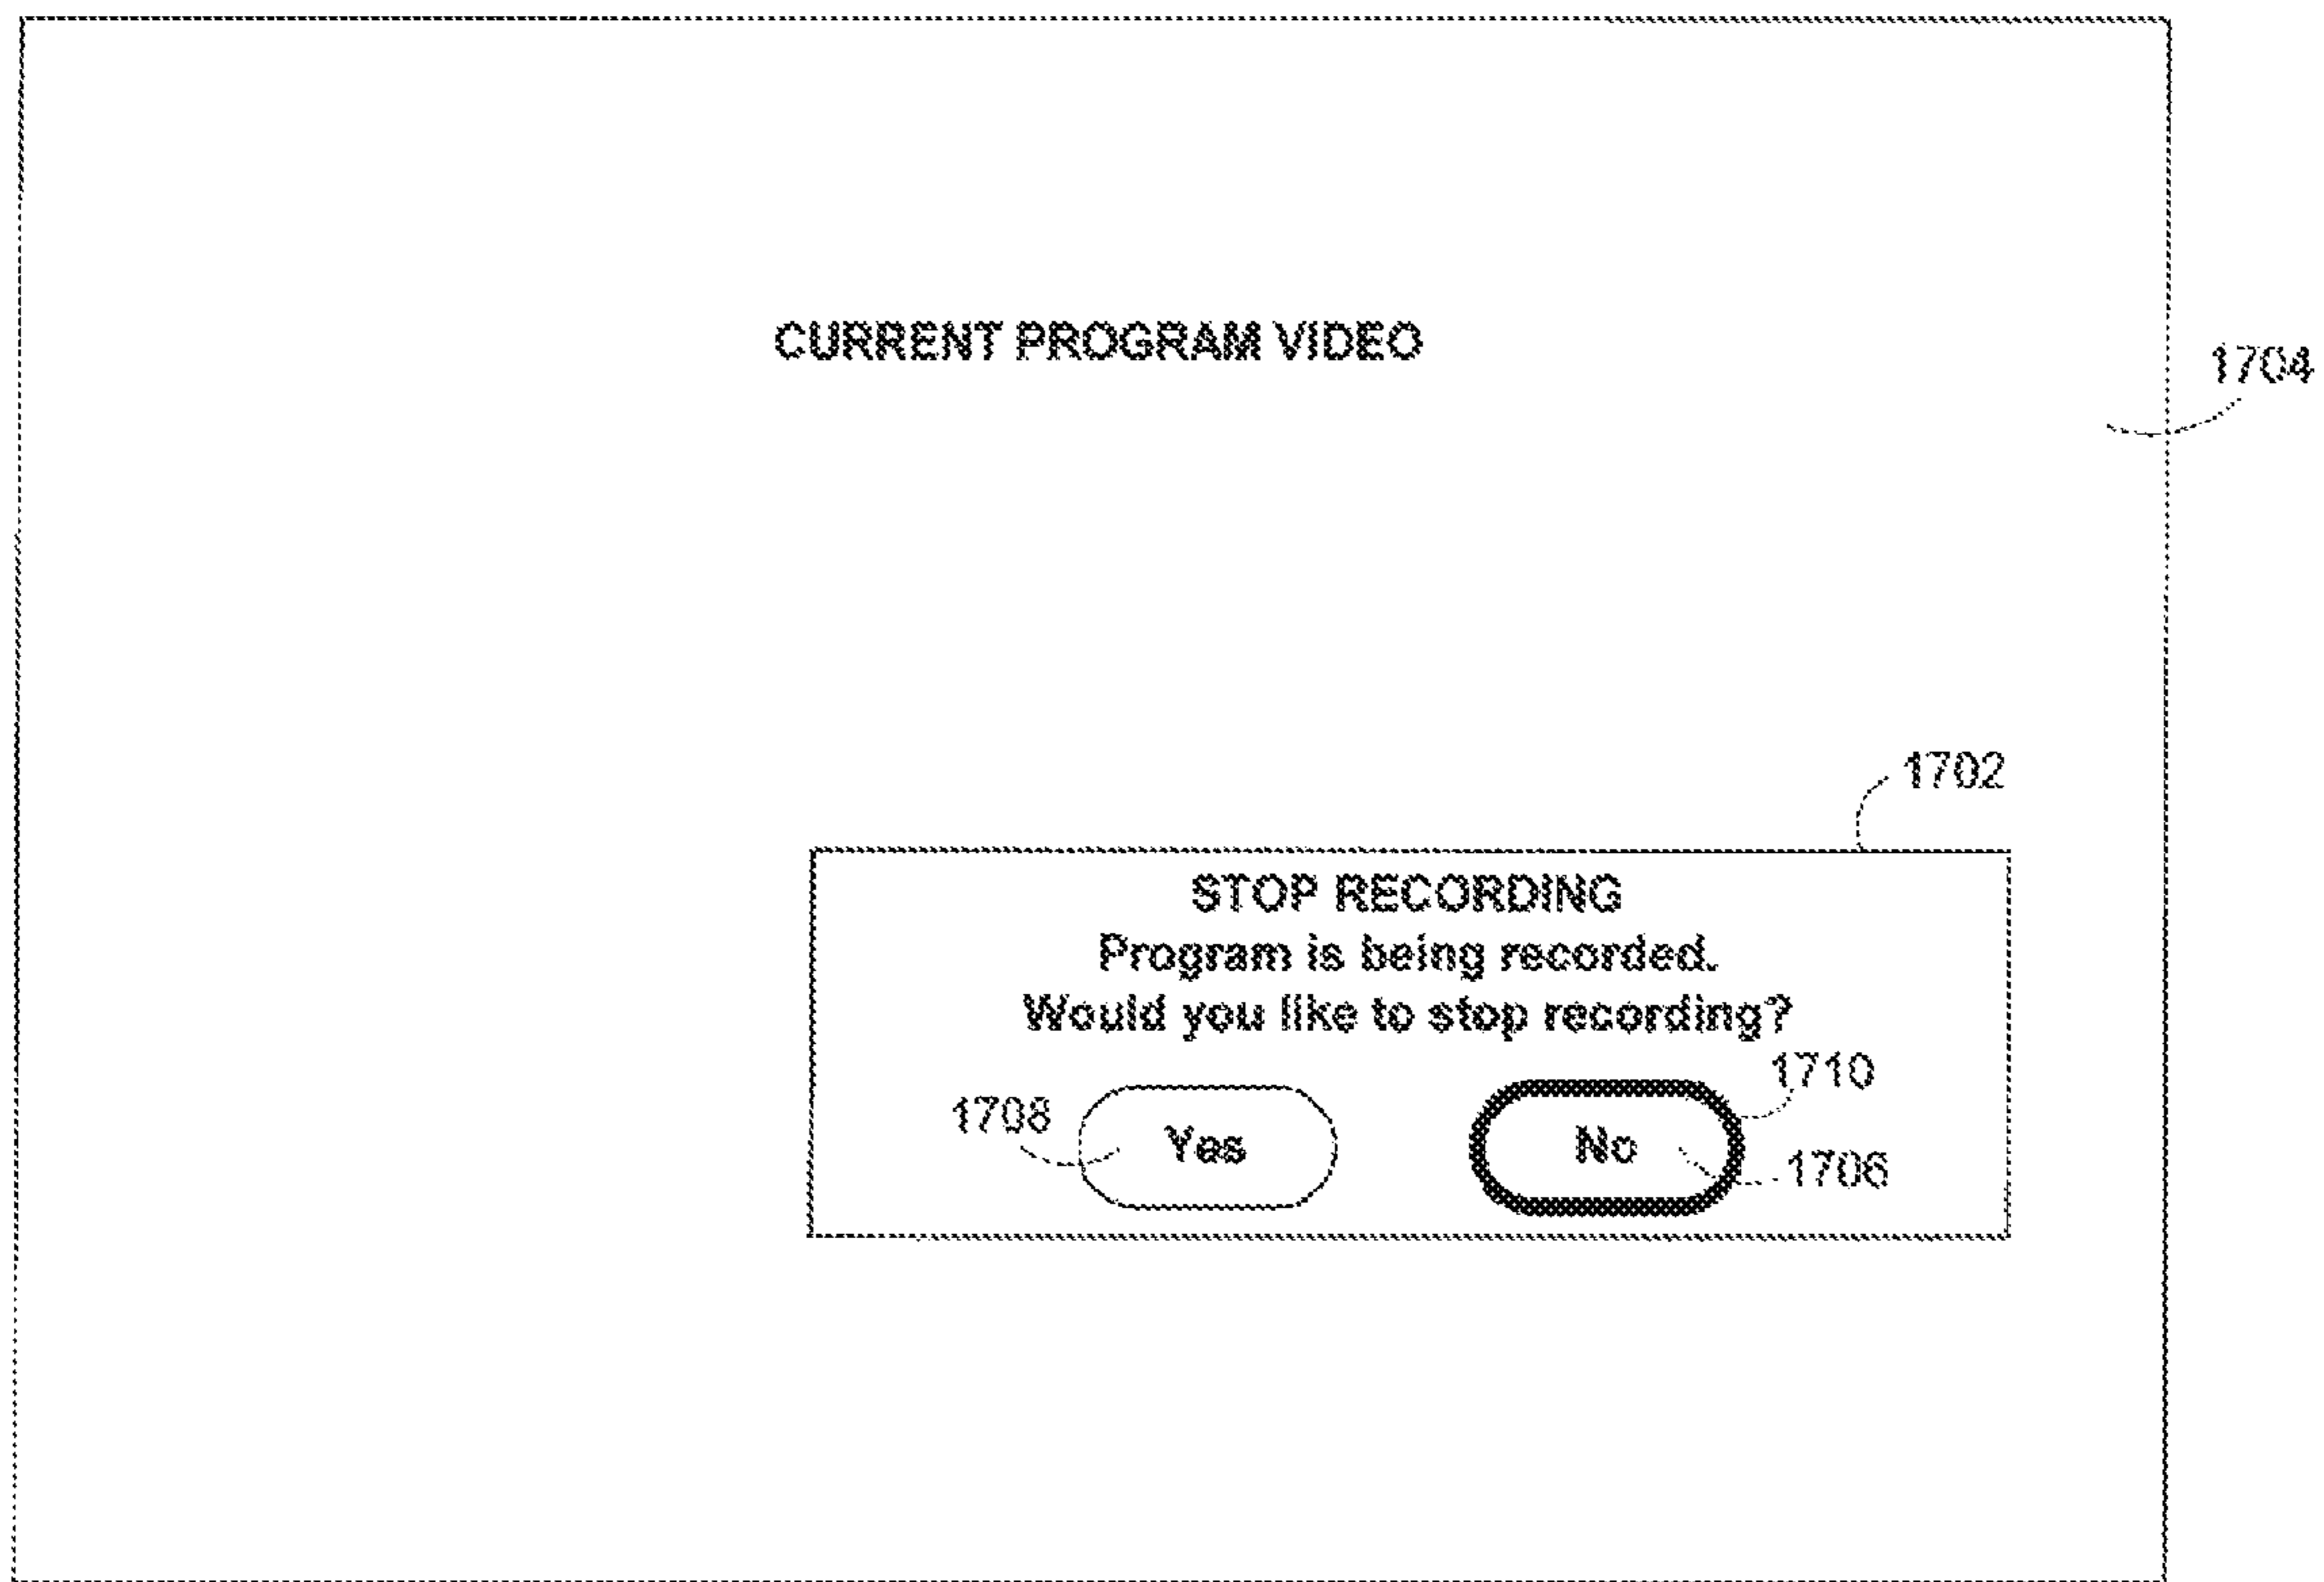 CURRENT PROGRAM VIDEO
1704
1702
STOP RECORDING
Program is being recorded.
Would you like to stop recording?
1710
1708
Yes
No
1706